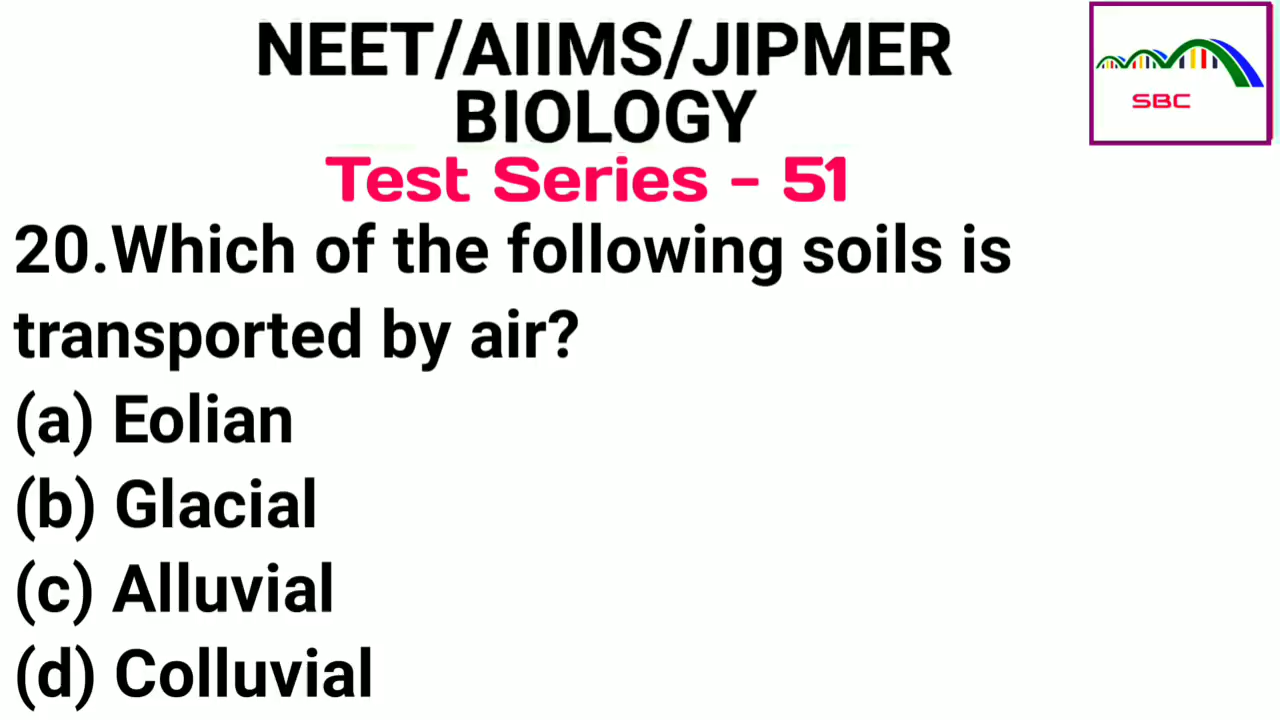 NEET/AIIMS/JIPMER
BIOLOGY
SBC
Test Series - 51
20.Which of the following soils is
transported by air?
(a) Eolian
(b) Glacial
(c) Alluvial
(d) Colluvial